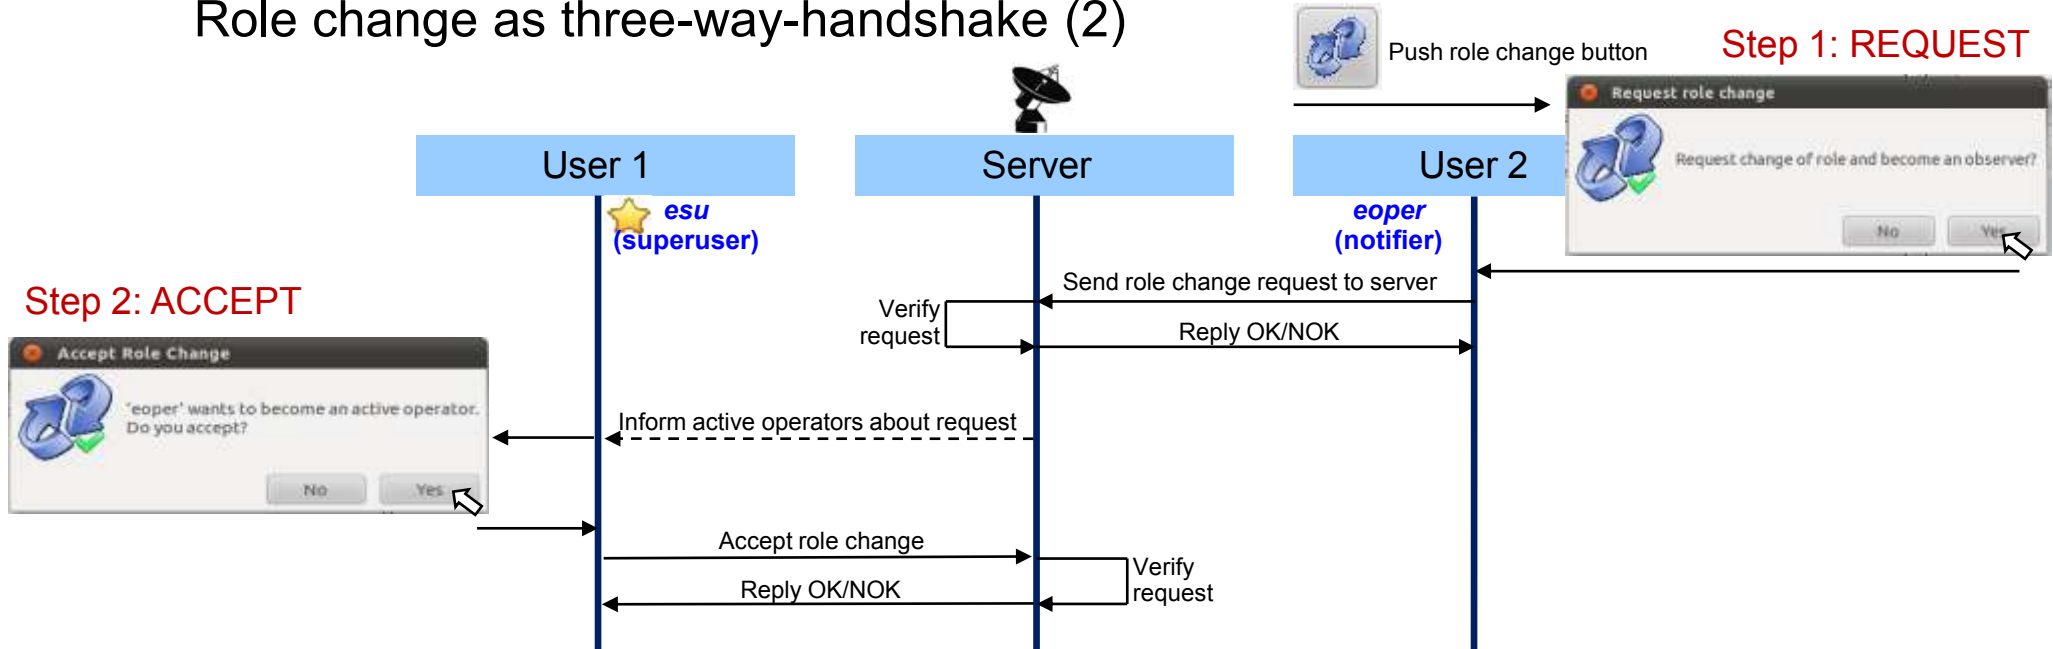 Role change as three-way-handshake (2)
Push role change button
Step 1: REQUEST
Request role change
Request change of role and become an observer?
No
Yes
User 1
Server
User 2
esu
(superuser)
eoper
(notifier)
Send role change request to server
Verify
request
Reply OK/NOK
Step 2: ACCEPT
Accept Role Change
'eoper' wants to become an active operator.
Do you accept?
No
Yes
Inform active operators about request
Accept role change
Verify
request
Reply OK/NOK